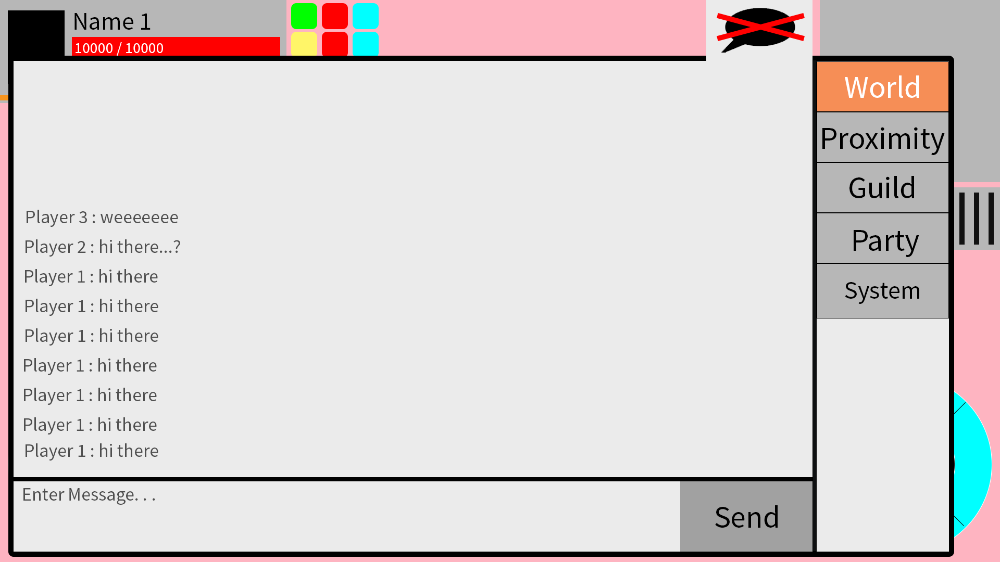 Name 1
10000 / 10000
World
Proximity
Guild
Party
System
Player 3 : weeeeeee
Player 2 : hi there...?
Player 1 : hi there
Player 1 : hi there
Player 1 : hi there
Player 1 : hi there
Player 1 : hi there
Player 1 : hi there
Player 1 : hi there
Enter Message. . .
Send